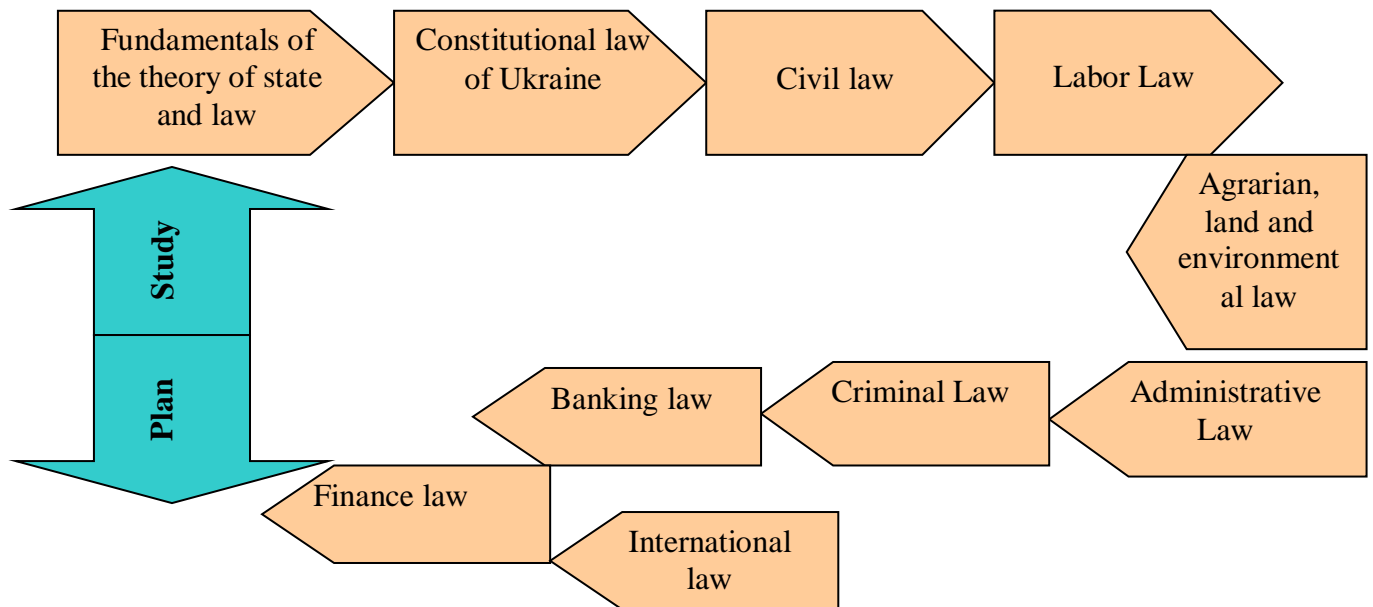 Fundamentals of
the theory of state
and law
Constitutional law
of Ukraine
Civil law
Labor Law
Agrarian,
land and
environment
al law
Study
Plan
Banking law
Criminal Law
Administrative
Law
Finance law
International
law